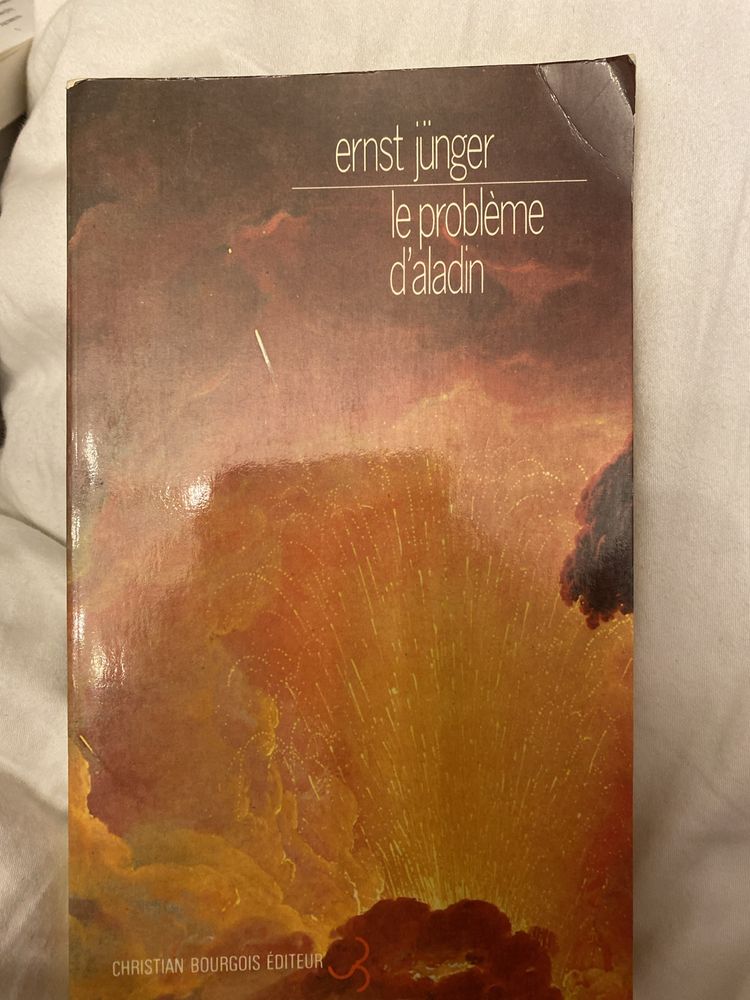 ernst jünger
le problème
d'aladin
CHRISTIAN BOURGOIS ÉDITEUR